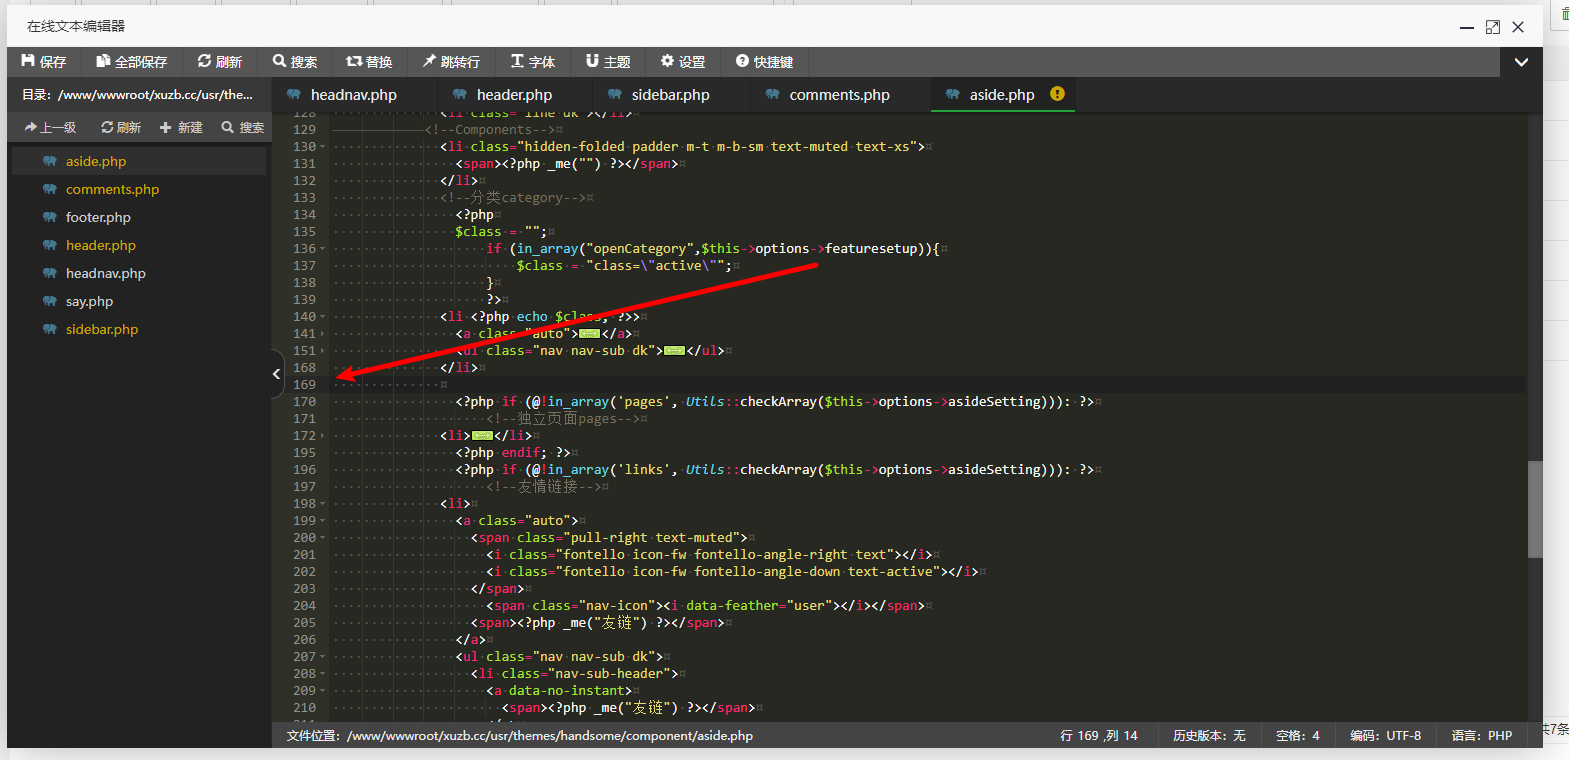 在线文本编辑器
保存 全部保存 刷新 搜索 替换 跳转行 字体 主题 设置 快捷键
目录: /www/wwwroot/xuzb.cc/usr/the...
headnav.php header.php sidebar.php comments.php aside.php
上一级 刷新 新建 搜索
aside.php
comments.php
footer.php
header.php
headnav.php
say.php
sidebar.php
128 <li class="line dk"></li>
129 <!--Components-->
130 <li class="hidden-folded padder m-t m-b-sm text-muted text-xs">
131 <span><?php _me("") ?></span>
132 </li>
133 <!--分类category-->
134 <?php
135 $class = "";
136 if (in_array("openCategory",$this->options->featuresetup)){
137 $class = "class=\"active\"";
138 }
139 ?>
140 <li <?php echo $class; ?>>
141 <a class="auto"></a>
151 <ul class="nav nav-sub dk"></ul>
168 </li>
169
170 <?php if (@!in_array('pages', Utils::checkArray($this->options->asideSetting))): ?>
171 <!--独立页面pages-->
172 <li></li>
195 <?php endif; ?>
196 <?php if (@!in_array('links', Utils::checkArray($this->options->asideSetting))): ?>
197 <!--友情链接-->
198 <li>
199 <a class="auto">
200 <span class="pull-right text-muted">
201 <i class="fontello icon-fw fontello-angle-right text"></i>
202 <i class="fontello icon-fw fontello-angle-down text-active"></i>
203 </span>
204 <span class="nav-icon"><i data-feather="user"></i></span>
205 <span><?php _me("友链") ?></span>
206 </a>
207 <ul class="nav nav-sub dk">
208 <li class="nav-sub-header">
209 <a data-no-instant>
210 <span><?php _me("友链") ?></span>
文件位置: /www/wwwroot/xuzb.cc/usr/themes/handsome/component/aside.php 行 169 ,列 14 历史版本: 无 空格: 4 编码: UTF-8 语言: PHP
共7条